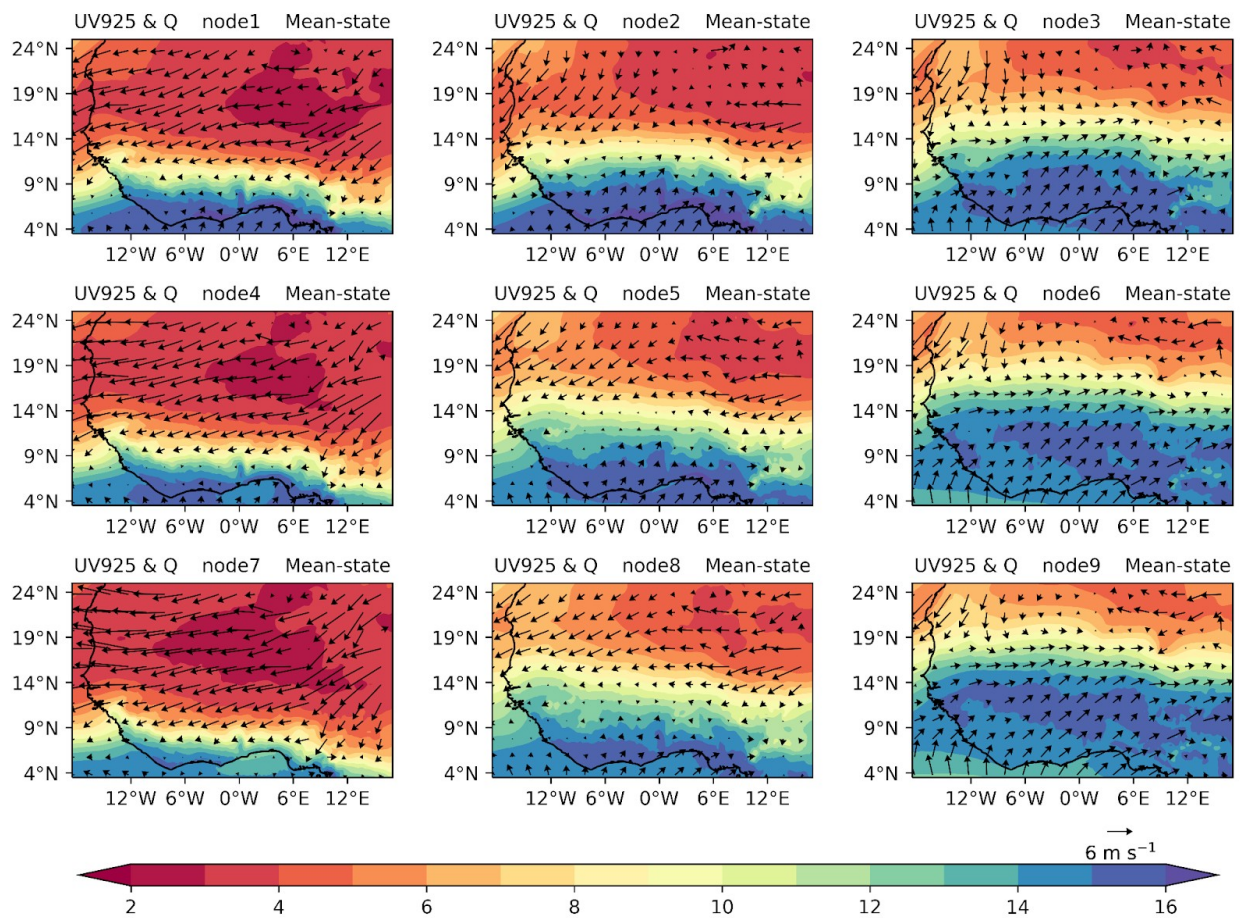 UV925 & Q node1 Mean-state UV925 & Q node2 Mean-state UV925 & Q node3 Mean-state
24°N 24°N 24°N
19°N 19°N 19°N
14°N 14°N 14°N
9°N 9°N 9°N
4°N 4°N 4°N
12°W 6°W 0°W 6°E 12°E 12°W 6°W 0°W 6°E 12°E 12°W 6°W 0°W 6°E 12°E
UV925 & Q node4 Mean-state UV925 & Q node5 Mean-state UV925 & Q node6 Mean-state
24°N 24°N 24°N
19°N 19°N 19°N
14°N 14°N 14°N
9°N 9°N 9°N
4°N 4°N 4°N
12°W 6°W 0°W 6°E 12°E 12°W 6°W 0°W 6°E 12°E 12°W 6°W 0°W 6°E 12°E
UV925 & Q node7 Mean-state UV925 & Q node8 Mean-state UV925 & Q node9 Mean-state
24°N 24°N 24°N
19°N 19°N 19°N
14°N 14°N 14°N
9°N 9°N 9°N
4°N 4°N 4°N
12°W 6°W 0°W 6°E 12°E 12°W 6°W 0°W 6°E 12°E 12°W 6°W 0°W 6°E 12°E
6 m s⁻¹
2 4 6 8 10 12 14 16